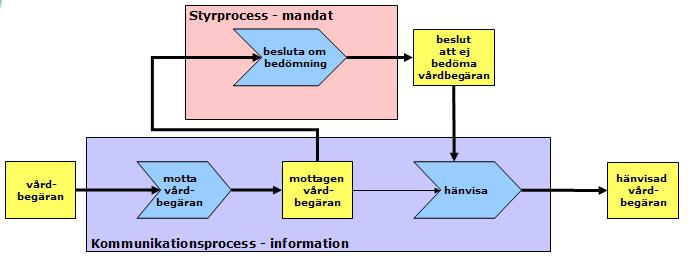 Styrprocess - mandat
besluta om
bedömning
beslut
att ej
bedöma
vårdbegäran
vård-
begäran
motta
vård-
begäran
mottagen
vård-
begäran
hänvisa
hänvisad
vård-
begäran
Kommunikationsprocess - information